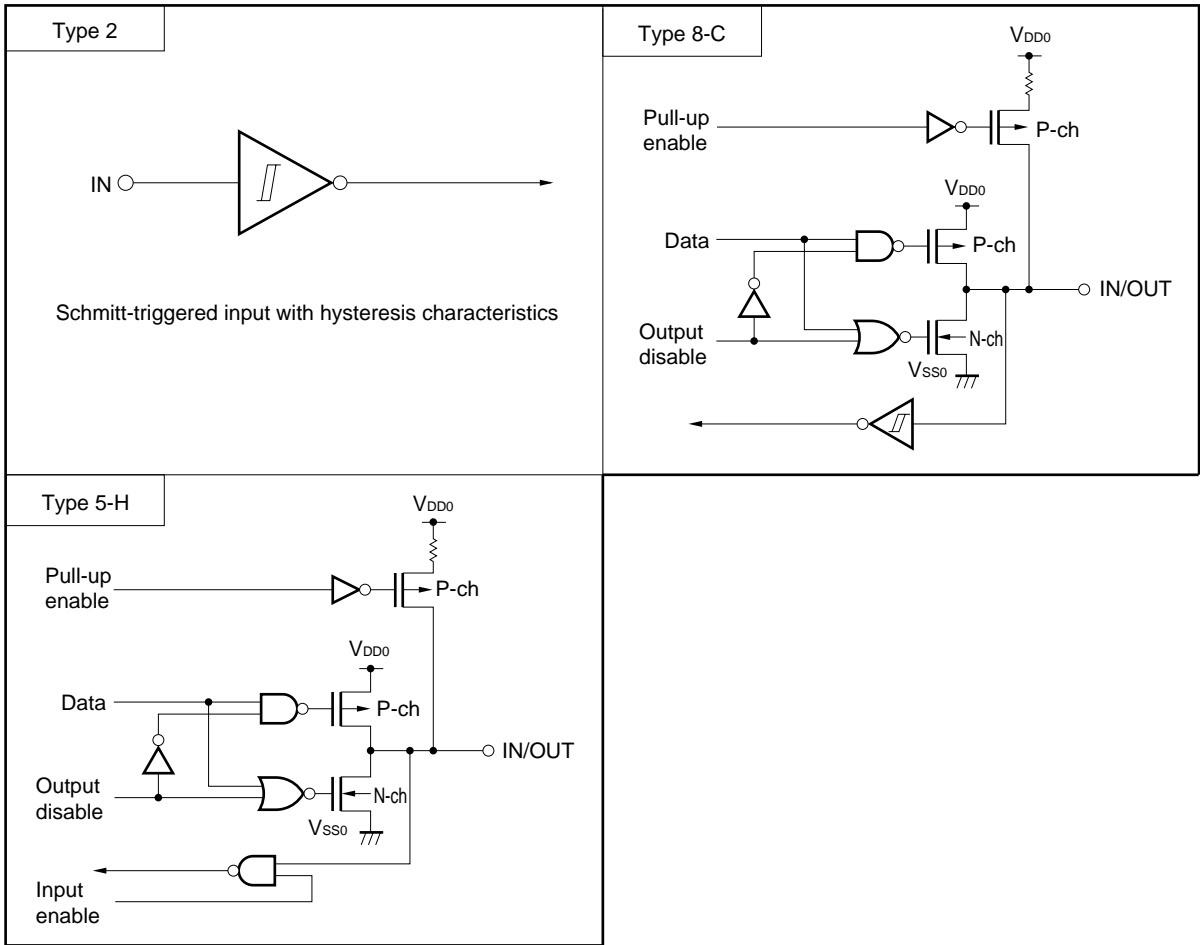 Type 2
IN
Schmitt-triggered input with hysteresis characteristics
Type 8-C
VDD0
Pull-up
enable
P-ch
VDD0
Data
P-ch
IN/OUT
Output
disable
N-ch
VSS0
Type 5-H
VDD0
Pull-up
enable
P-ch
VDD0
Data
P-ch
IN/OUT
Output
disable
N-ch
VSS0
Input
enable